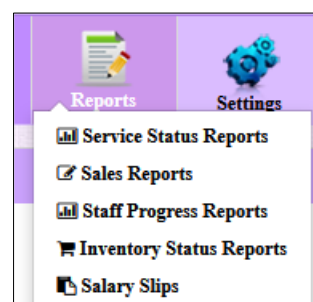 Reports
Settings
Service Status Reports
Sales Reports
Staff Progress Reports
Inventory Status Reports
Salary Slips